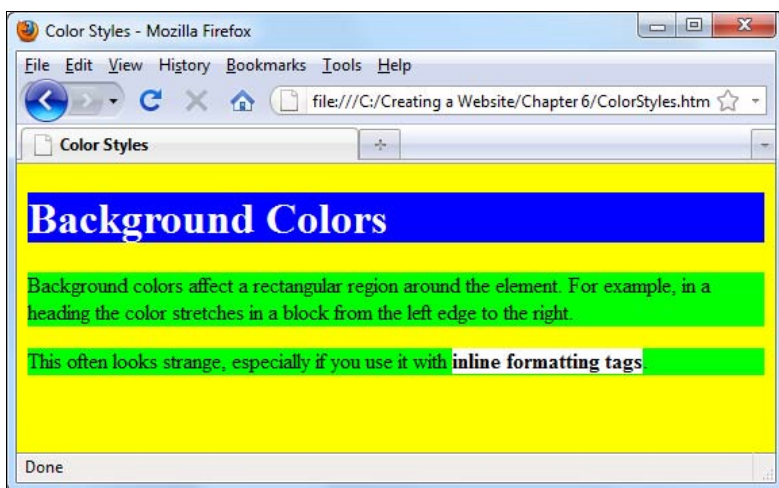 Color Styles - Mozilla Firefox
File Edit View History Bookmarks Tools Help
file:///C:/Creating a Website/Chapter 6/ColorStyles.htm
Color Styles
Background Colors
Background colors affect a rectangular region around the element. For example, in a
heading the color stretches in a block from the left edge to the right.
This often looks strange, especially if you use it with inline formatting tags.
Done